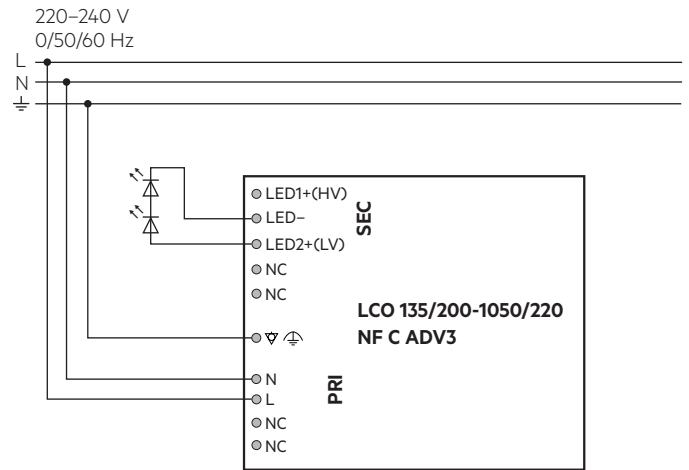 220–240 V
0/50/60 Hz
L
N
LED1+(HV)
LED–
LED2+(LV)
NC
NC
SEC
LCO 135/200-1050/220
NF C ADV3
N
L
NC
NC
PRI